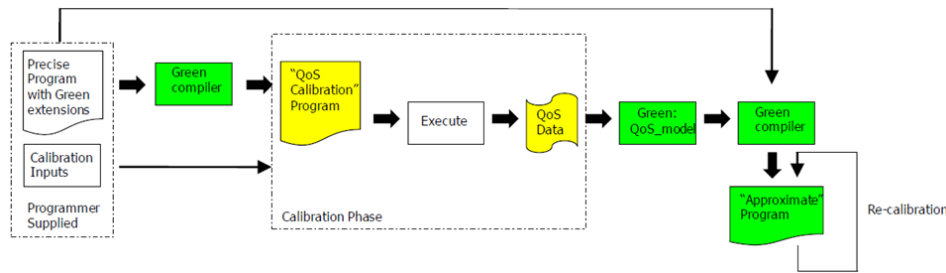 Precise
Program
with Green
extensions
Calibration
Inputs
Programmer
Supplied
Green
compiler
"QoS
Calibration"
Program
Execute
QoS
Data
Calibration Phase
Green:
QoS_model
Green
compiler
"Approximate"
Program
Re-calibration